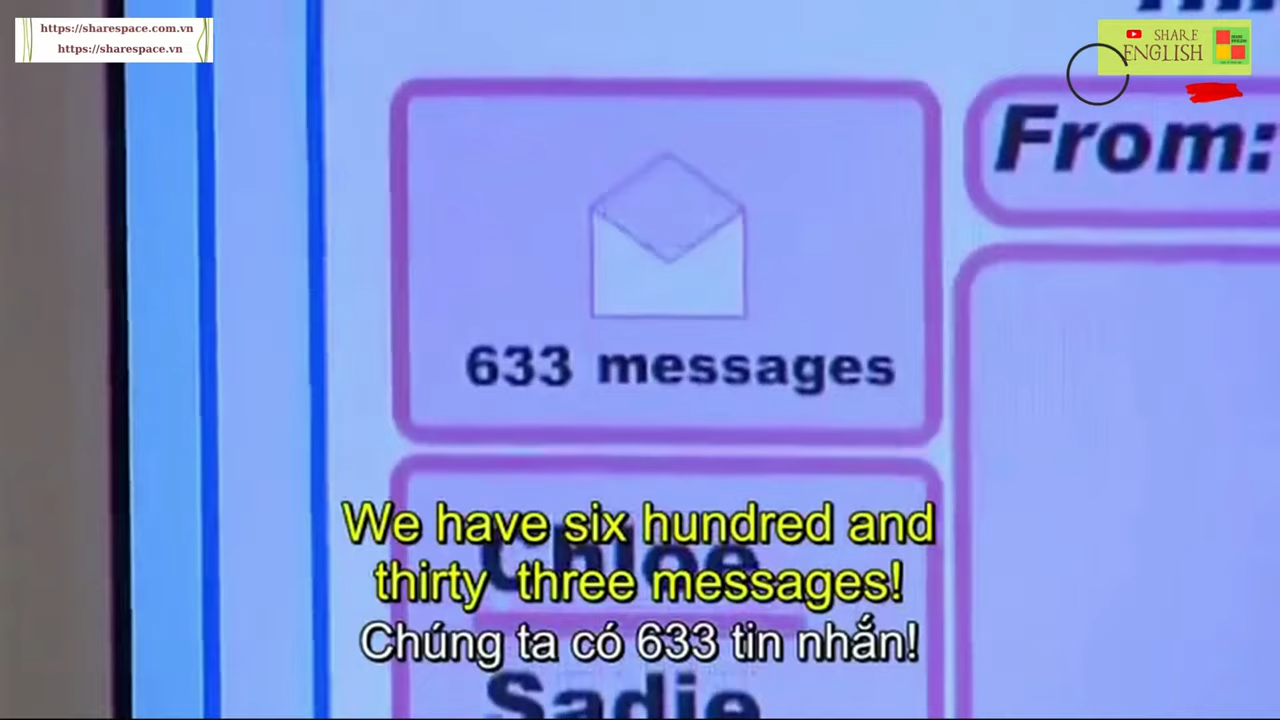 https://sharespace.com.vn
https://sharespace.vn
SHARE
ENGLISH
From:
633 messages
Chloe
We have six hundred and
thirty three messages!
Chúng ta có 633 tin nhắn!
Sadie